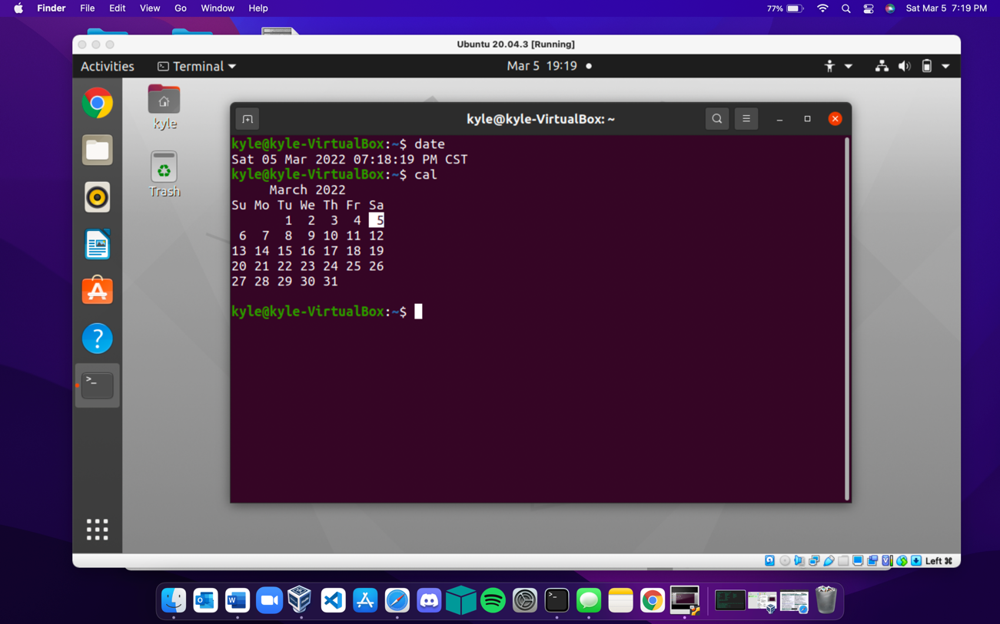 Finder File Edit View Go Window Help 77% Sat Mar 5 7:19 PM
Ubuntu 20.04.3 [Running]
Activities Terminal Mar 5 19:19
kyle
Trash
kyle@kyle-VirtualBox: ~
kyle@kyle-VirtualBox:~$ date
Sat 05 Mar 2022 07:18:19 PM CST
kyle@kyle-VirtualBox:~$ cal
March 2022
Su Mo Tu We Th Fr Sa
1 2 3 4 5
6 7 8 9 10 11 12
13 14 15 16 17 18 19
20 21 22 23 24 25 26
27 28 29 30 31
kyle@kyle-VirtualBox:~$
Left ⌘